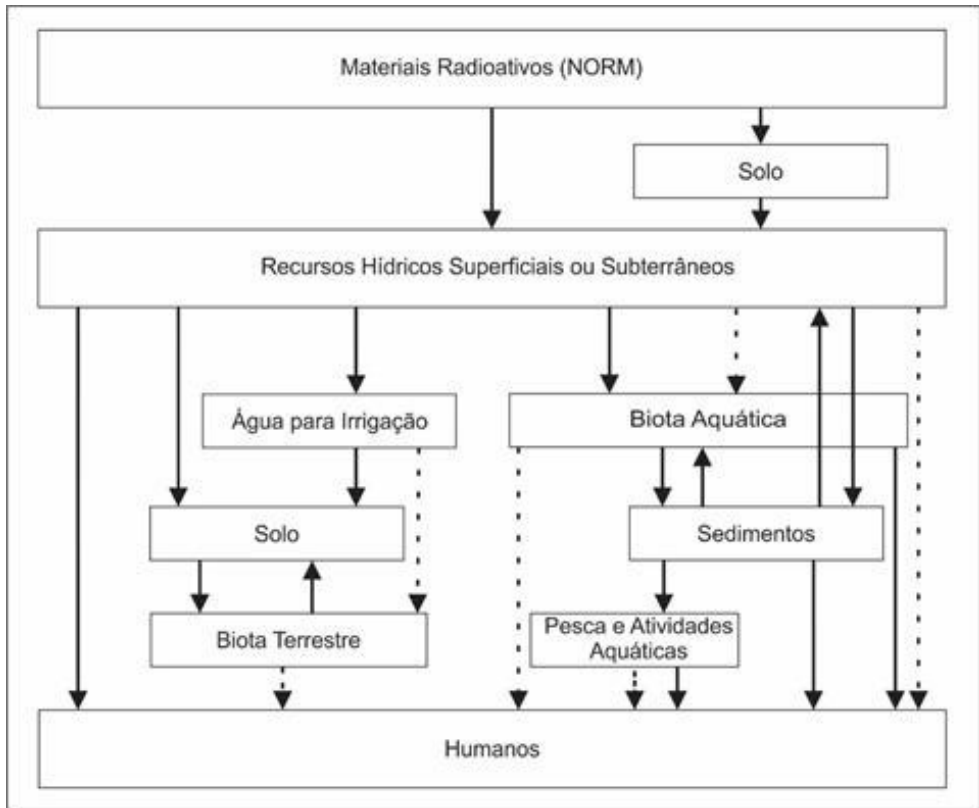 Materiais Radioativos (NORM)
Solo
Recursos Hídricos Superficiais ou Subterrâneos
Água para Irrigação
Biota Aquática
Solo
Sedimentos
Biota Terrestre
Pesca e Atividades
Aquáticas
Humanos